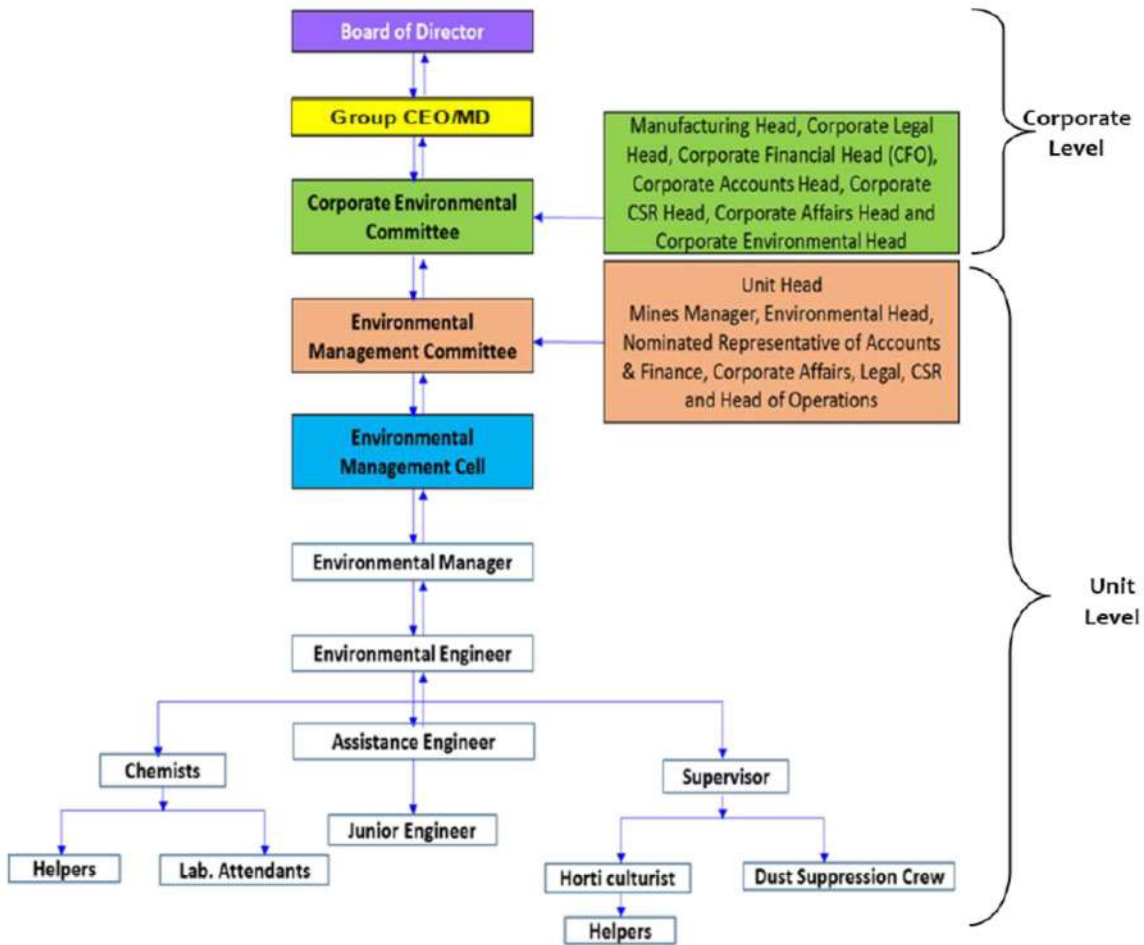 Board of Director
Group CEO/MD
Manufacturing Head, Corporate Legal
Head, Corporate Financial Head (CFO),
Corporate Accounts Head, Corporate
CSR Head, Corporate Affairs Head and
Corporate Environmental Head
Corporate
Level
Corporate Environmental
Committee
Unit Head
Mines Manager, Environmental Head,
Nominated Representative of Accounts
& Finance, Corporate Affairs, Legal, CSR
and Head of Operations
Environmental
Management Committee
Environmental
Management Cell
Environmental Manager
Unit
Level
Environmental Engineer
Assistance Engineer
Chemists
Supervisor
Junior Engineer
Helpers
Lab. Attendants
Horti culturist
Dust Suppression Crew
Helpers